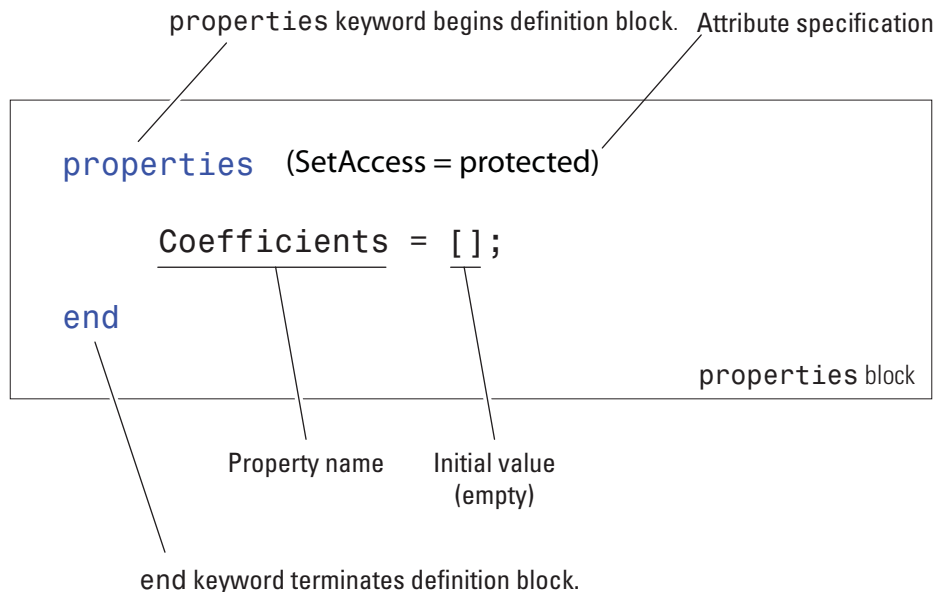 properties keyword begins definition block. Attribute specification
properties (SetAccess = protected)
Coefficients = [];
end
properties block
Property name Initial value
(empty)
end keyword terminates definition block.